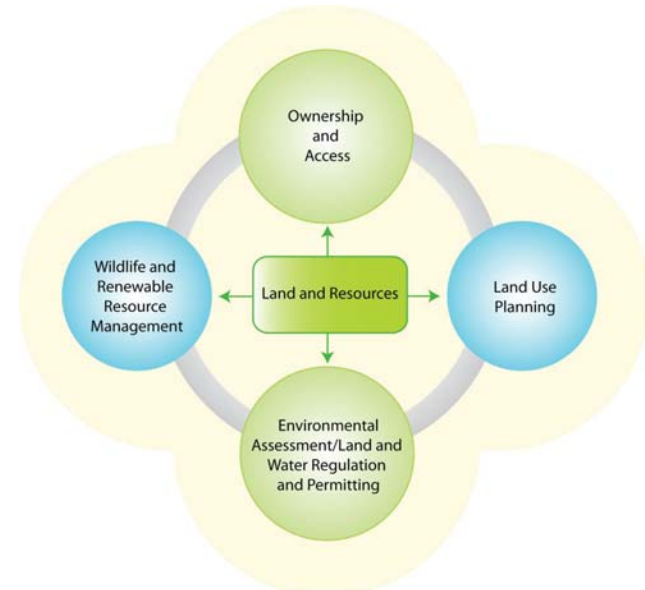 Ownership
and
Access
Wildlife and
Renewable
Resource
Management
Land and Resources
Land Use
Planning
Environmental
Assessment/Land and
Water Regulation
and Permitting